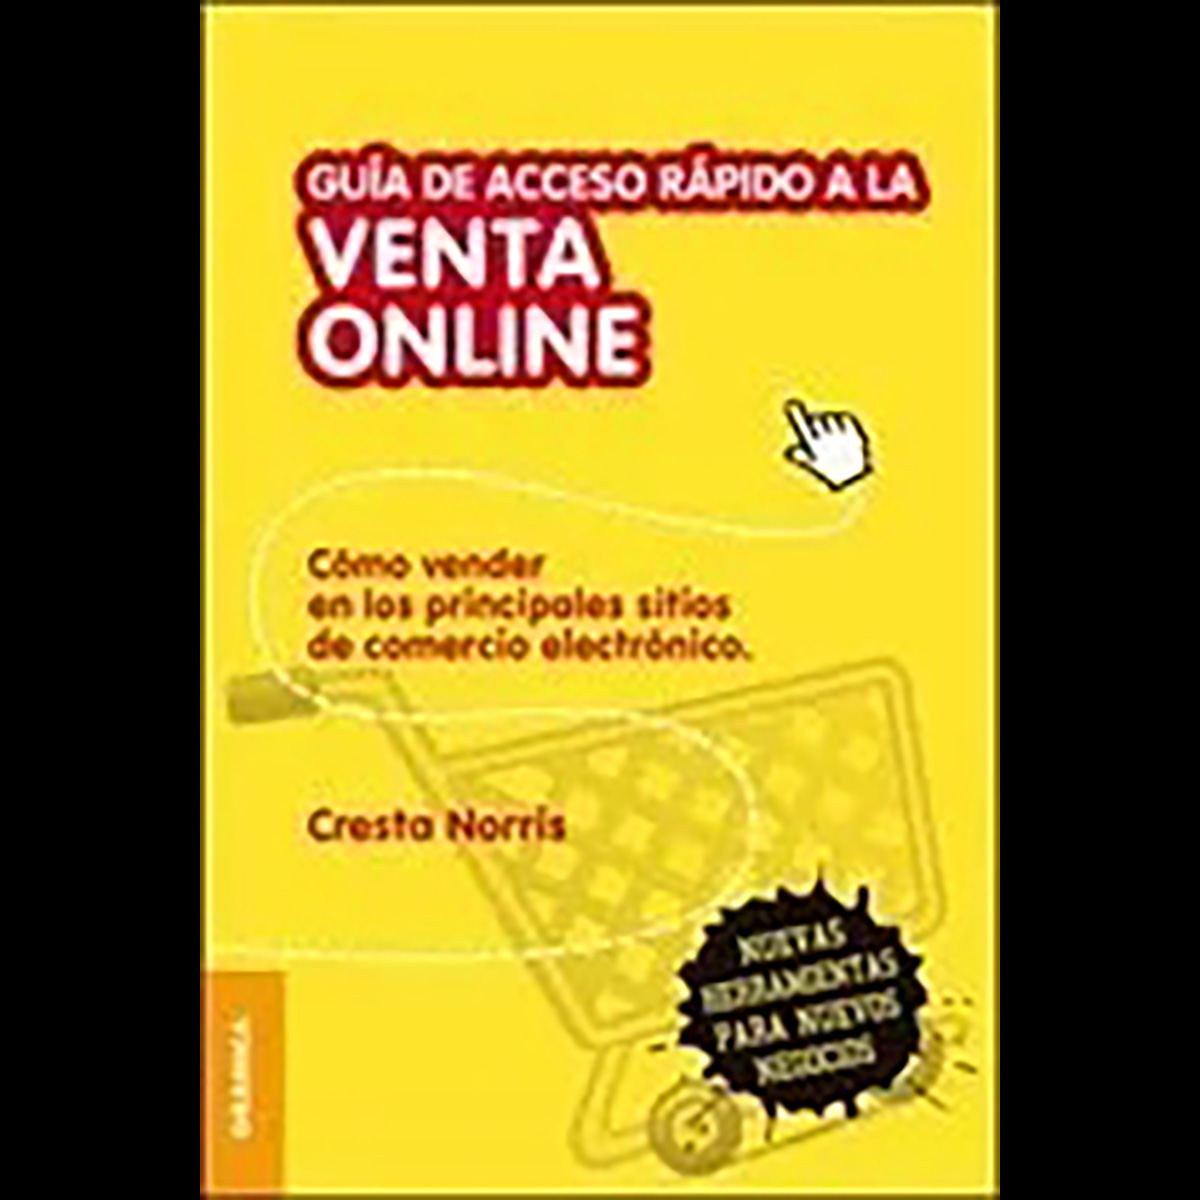 GUÍA DE ACCESO RÁPIDO A LA
VENTA
ONLINE
Cómo vender
en los principales sitios
de comercio electrónico.
Cresta Norris
NUEVAS
HERRAMIENTAS
PARA NUEVOS
NEGOCIOS
GRANICA